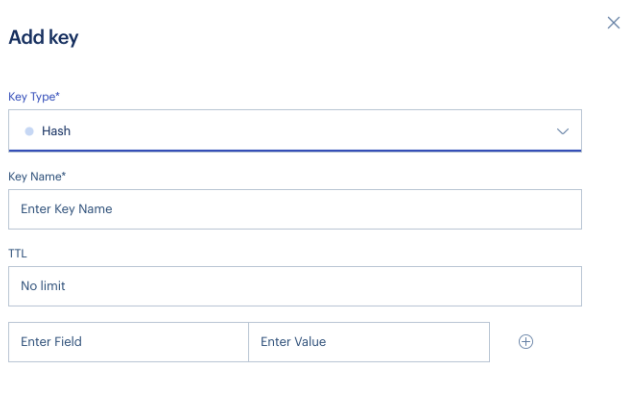 Add key
Key Type*
Hash
Key Name*
Enter Key Name
TTL
No limit
Enter Field Enter Value